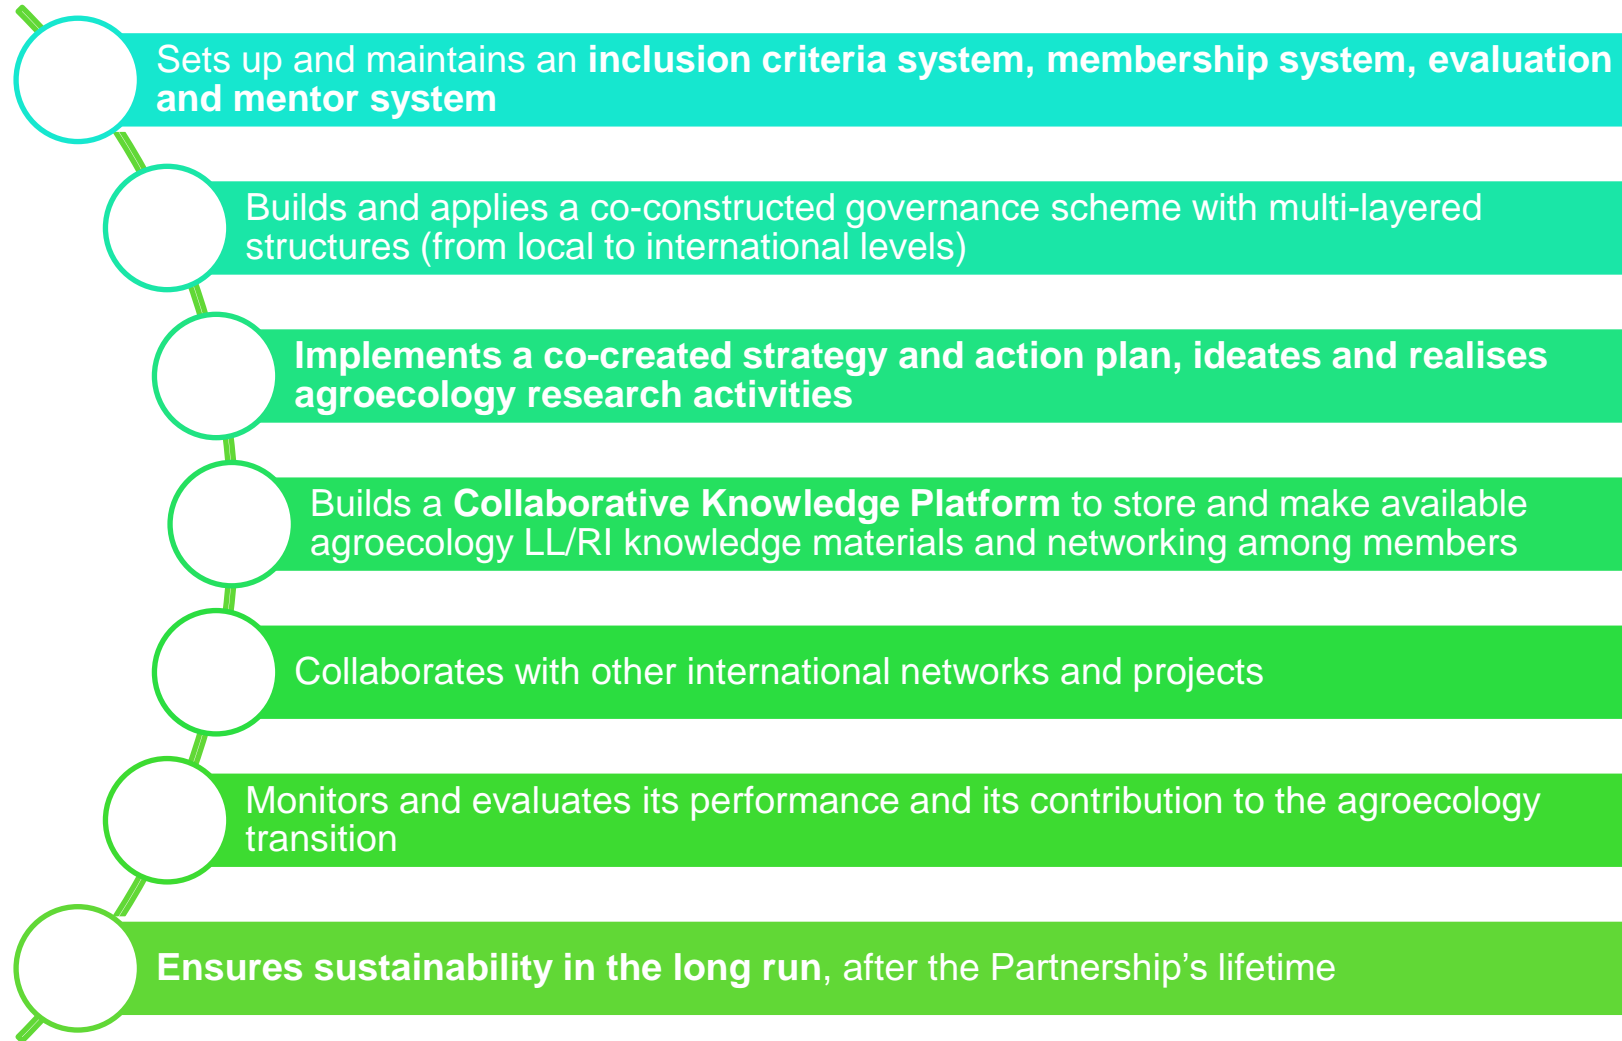 Sets up and maintains an inclusion criteria system, membership system, evaluation
and mentor system
Builds and applies a co-constructed governance scheme with multi-layered
structures (from local to international levels)
Implements a co-created strategy and action plan, ideates and realises
agroecology research activities
Builds a Collaborative Knowledge Platform to store and make available
agroecology LL/RI knowledge materials and networking among members
Collaborates with other international networks and projects
Monitors and evaluates its performance and its contribution to the agroecology
transition
Ensures sustainability in the long run, after the Partnership’s lifetime